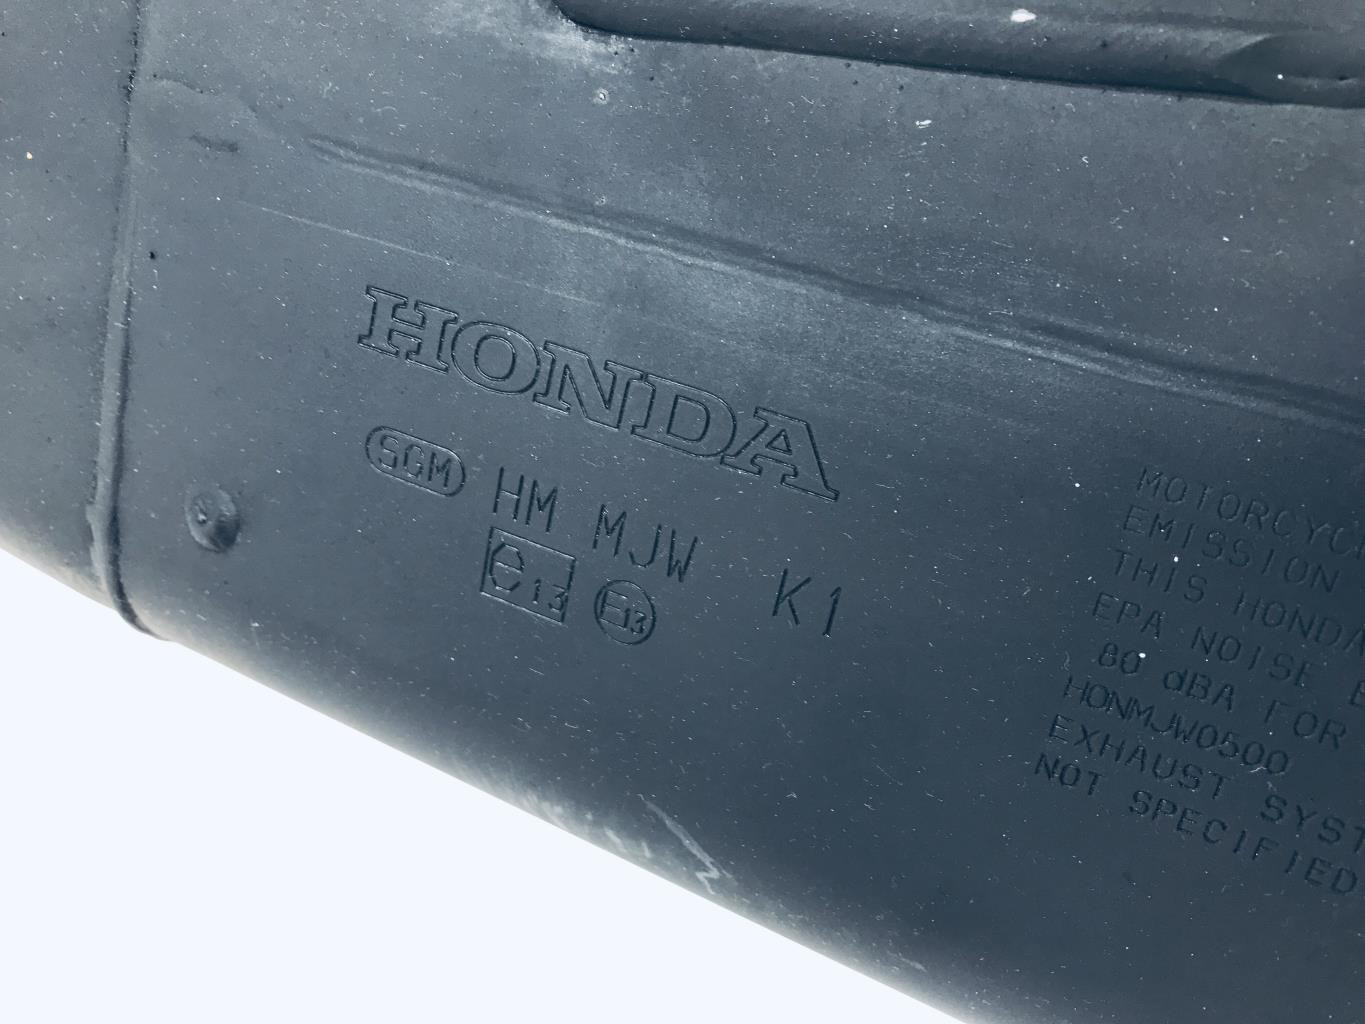 HONDA
SGM HM MJW K1
e13 E13
MOTORCYC
EMISSION
THIS HONDA
EPA NOISE E
80 dBA FOR
HONMJW0500
EXHAUST SYST
NOT SPECIFIED